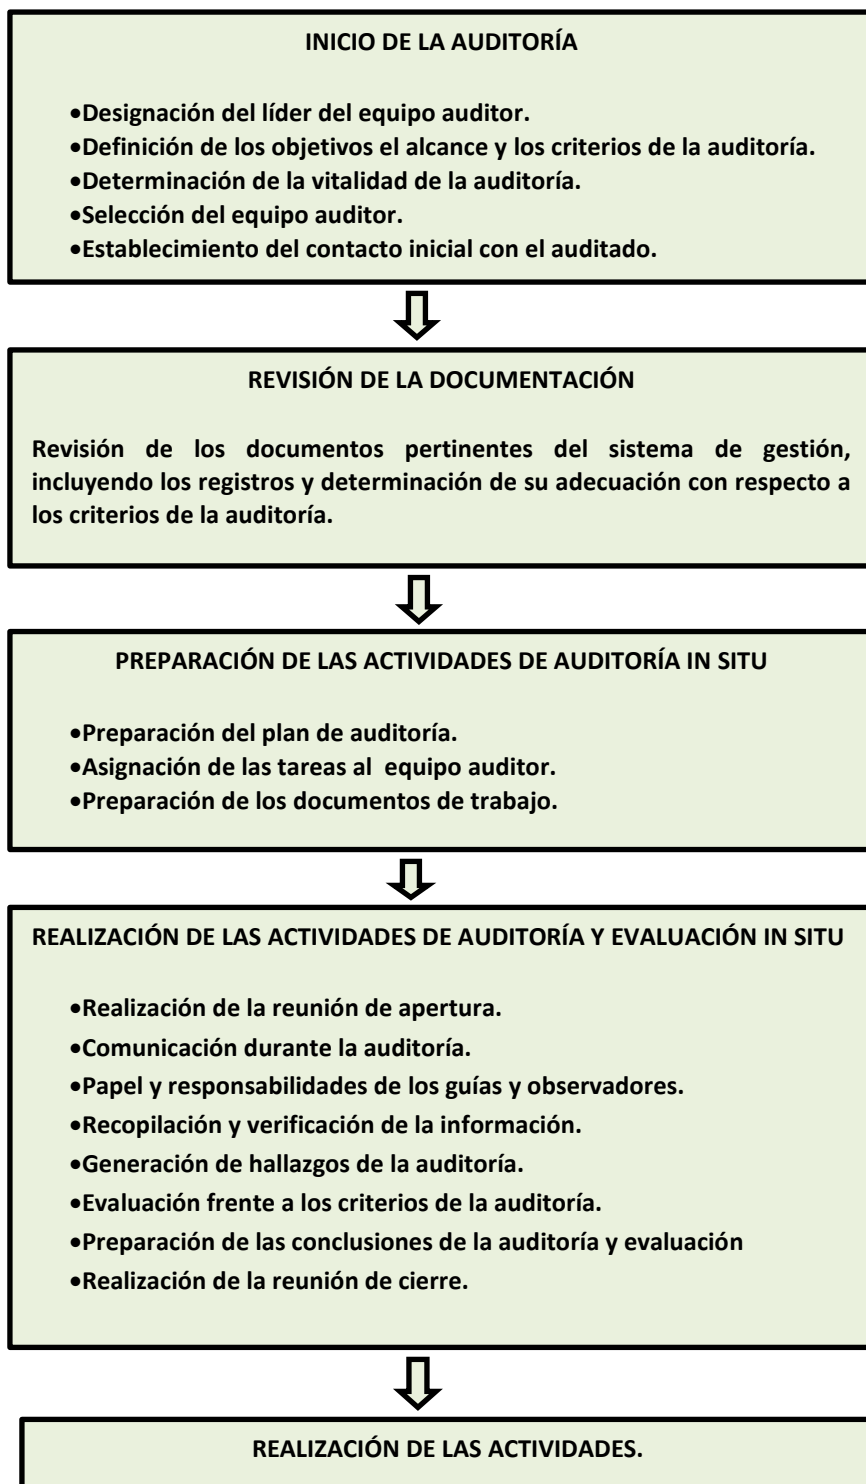 INICIO DE LA AUDITORÍA
•Designación del líder del equipo auditor.
•Definición de los objetivos el alcance y los criterios de la auditoría.
•Determinación de la vitalidad de la auditoría.
•Selección del equipo auditor.
•Establecimiento del contacto inicial con el auditado.
REVISIÓN DE LA DOCUMENTACIÓN
Revisión de los documentos pertinentes del sistema de gestión,
incluyendo los registros y determinación de su adecuación con respecto a
los criterios de la auditoría.
PREPARACIÓN DE LAS ACTIVIDADES DE AUDITORÍA IN SITU
•Preparación del plan de auditoría.
•Asignación de las tareas al equipo auditor.
•Preparación de los documentos de trabajo.
REALIZACIÓN DE LAS ACTIVIDADES DE AUDITORÍA Y EVALUACIÓN IN SITU
•Realización de la reunión de apertura.
•Comunicación durante la auditoría.
•Papel y responsabilidades de los guías y observadores.
•Recopilación y verificación de la información.
•Generación de hallazgos de la auditoría.
•Evaluación frente a los criterios de la auditoría.
•Preparación de las conclusiones de la auditoría y evaluación
•Realización de la reunión de cierre.
REALIZACIÓN DE LAS ACTIVIDADES.